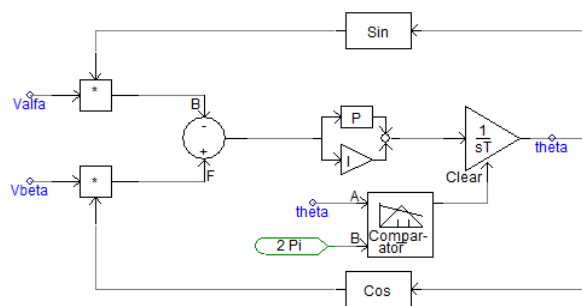 Sin
Valfa
*
B
-
+
F
P
I
1
sT
theta
Clear
Vbeta
*
theta
A
B
Compar-
ator
2 Pi
Cos